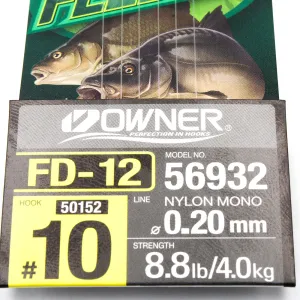 OWNER
PERFECTION IN HOOKS
FD-12
MODEL NO.
56932
HOOK
50152
LINE
NYLON MONO
ø0.20 mm
#10
STRENGTH
8.8lb/4.0kg